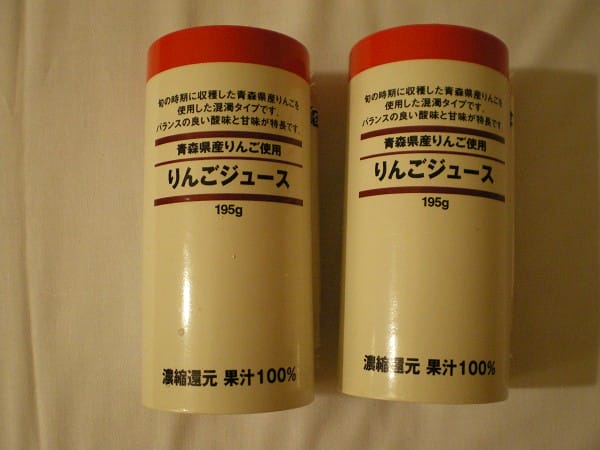 旬の時期に収穫した青森県産りんごを
使用した混濁タイプです。
バランスの良い酸味と甘味が特長です。
青森県産りんご使用
りんごジュース
195g
濃縮還元 果汁100%
旬の時期に収穫した青森県産りんごを
使用した混濁タイプです。
バランスの良い酸味と甘味が特長です。
青森県産りんご使用
りんごジュース
195g
濃縮還元 果汁100%